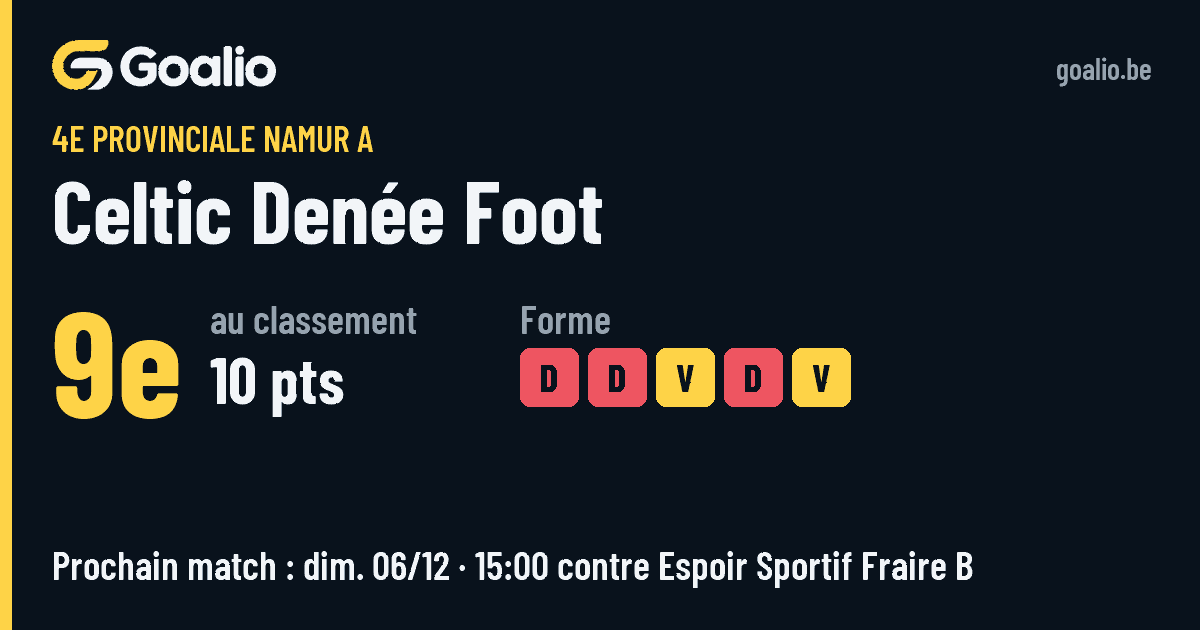 Goalio
goalio.be
4E PROVINCIALE NAMUR A
Celtic Denée Foot
9e
au classement
10 pts
Forme
D D V D V
Prochain match : dim. 06/12 · 15:00 contre Espoir Sportif Fraire B